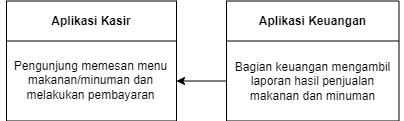 Aplikasi Kasir
Pengunjung memesan menu
makanan/minuman dan
melakukan pembayaran
Aplikasi Keuangan
Bagian keuangan mengambil
laporan hasil penjualan
makanan dan minuman